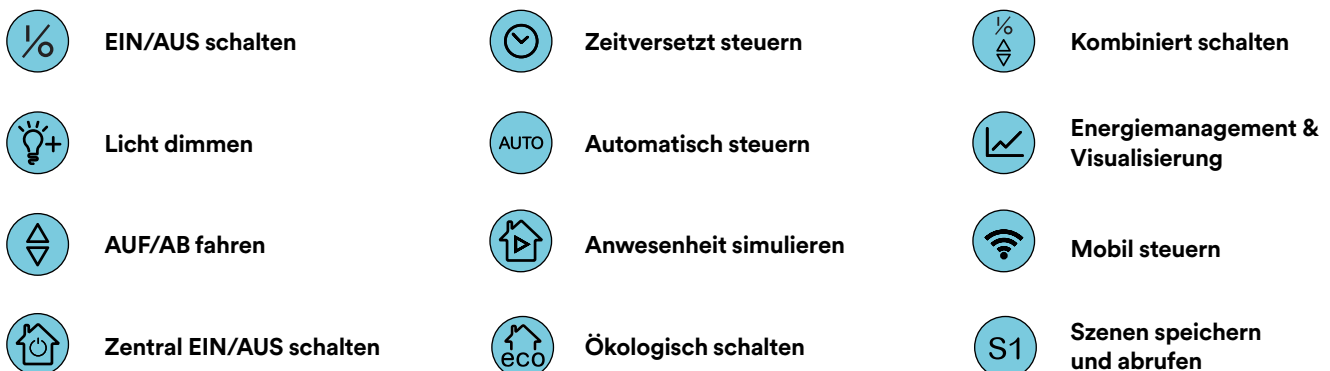 I/O EIN/AUS schalten
Licht dimmen
AUF/AB fahren
Zentral EIN/AUS schalten
Zeitversetzt steuern
AUTO Automatisch steuern
Anwesenheit simulieren
eco Ökologisch schalten
I/O Kombiniert schalten
Energiemanagement &
Visualisierung
Mobil steuern
S1 Szenen speichern
und abrufen